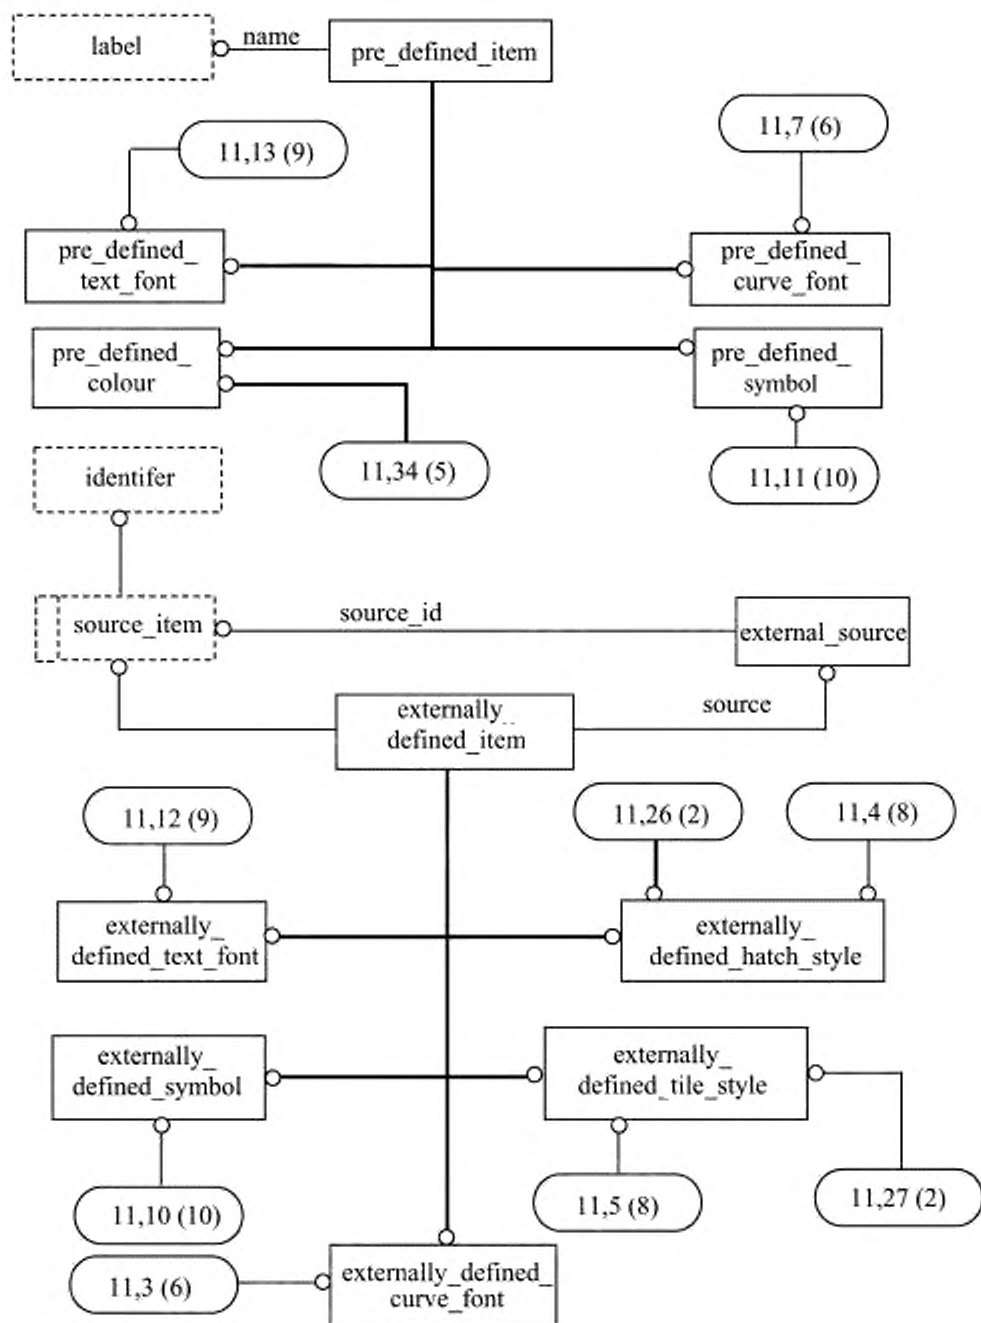 label
name
pre_defined_item
11,13 (9)
11,7 (6)
pre_defined_
text_font
pre_defined_
curve_font
pre_defined_
colour
pre_defined_
symbol
11,34 (5)
11,11 (10)
identifer
source_item
source_id
external_source
externally_
defined_item
source
11,12 (9)
11,26 (2)
11,4 (8)
externally_
defined_text_font
externally_
defined_hatch_style
externally_
defined_symbol
externally_
defined_tile_style
11,10 (10)
11,5 (8)
11,27 (2)
11,3 (6)
externally_defined_
curve_font